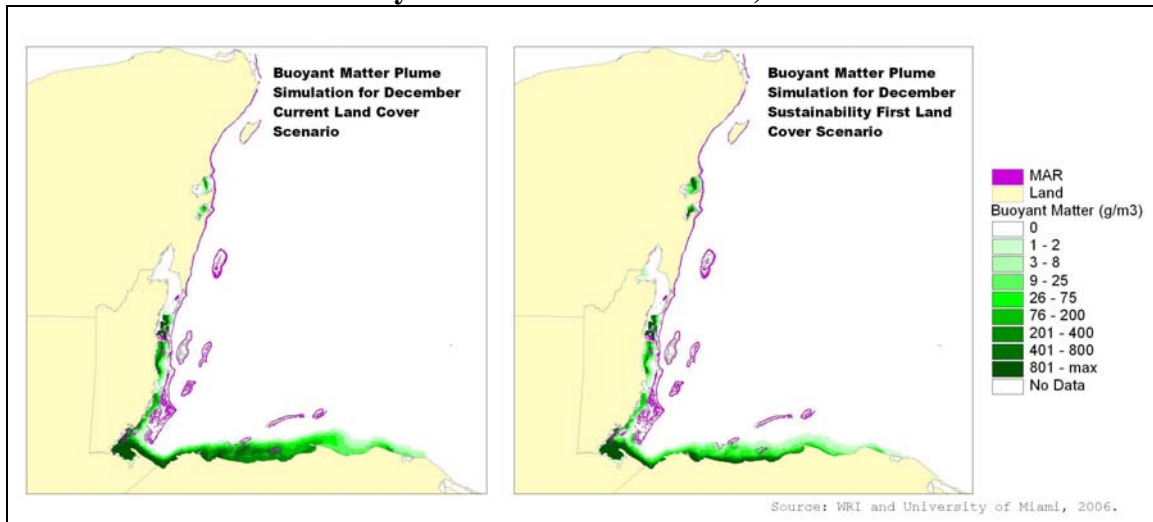 Buoyant Matter Plume
Simulation for December
Current Land Cover
Scenario
Buoyant Matter Plume
Simulation for December
Sustainability First Land
Cover Scenario
MAR
Land
Buoyant Matter (g/m3)
0
1 - 2
3 - 8
9 - 25
26 - 75
76 - 200
201 - 400
401 - 800
801 - max
No Data
Source: WRI and University of Miami, 2006.